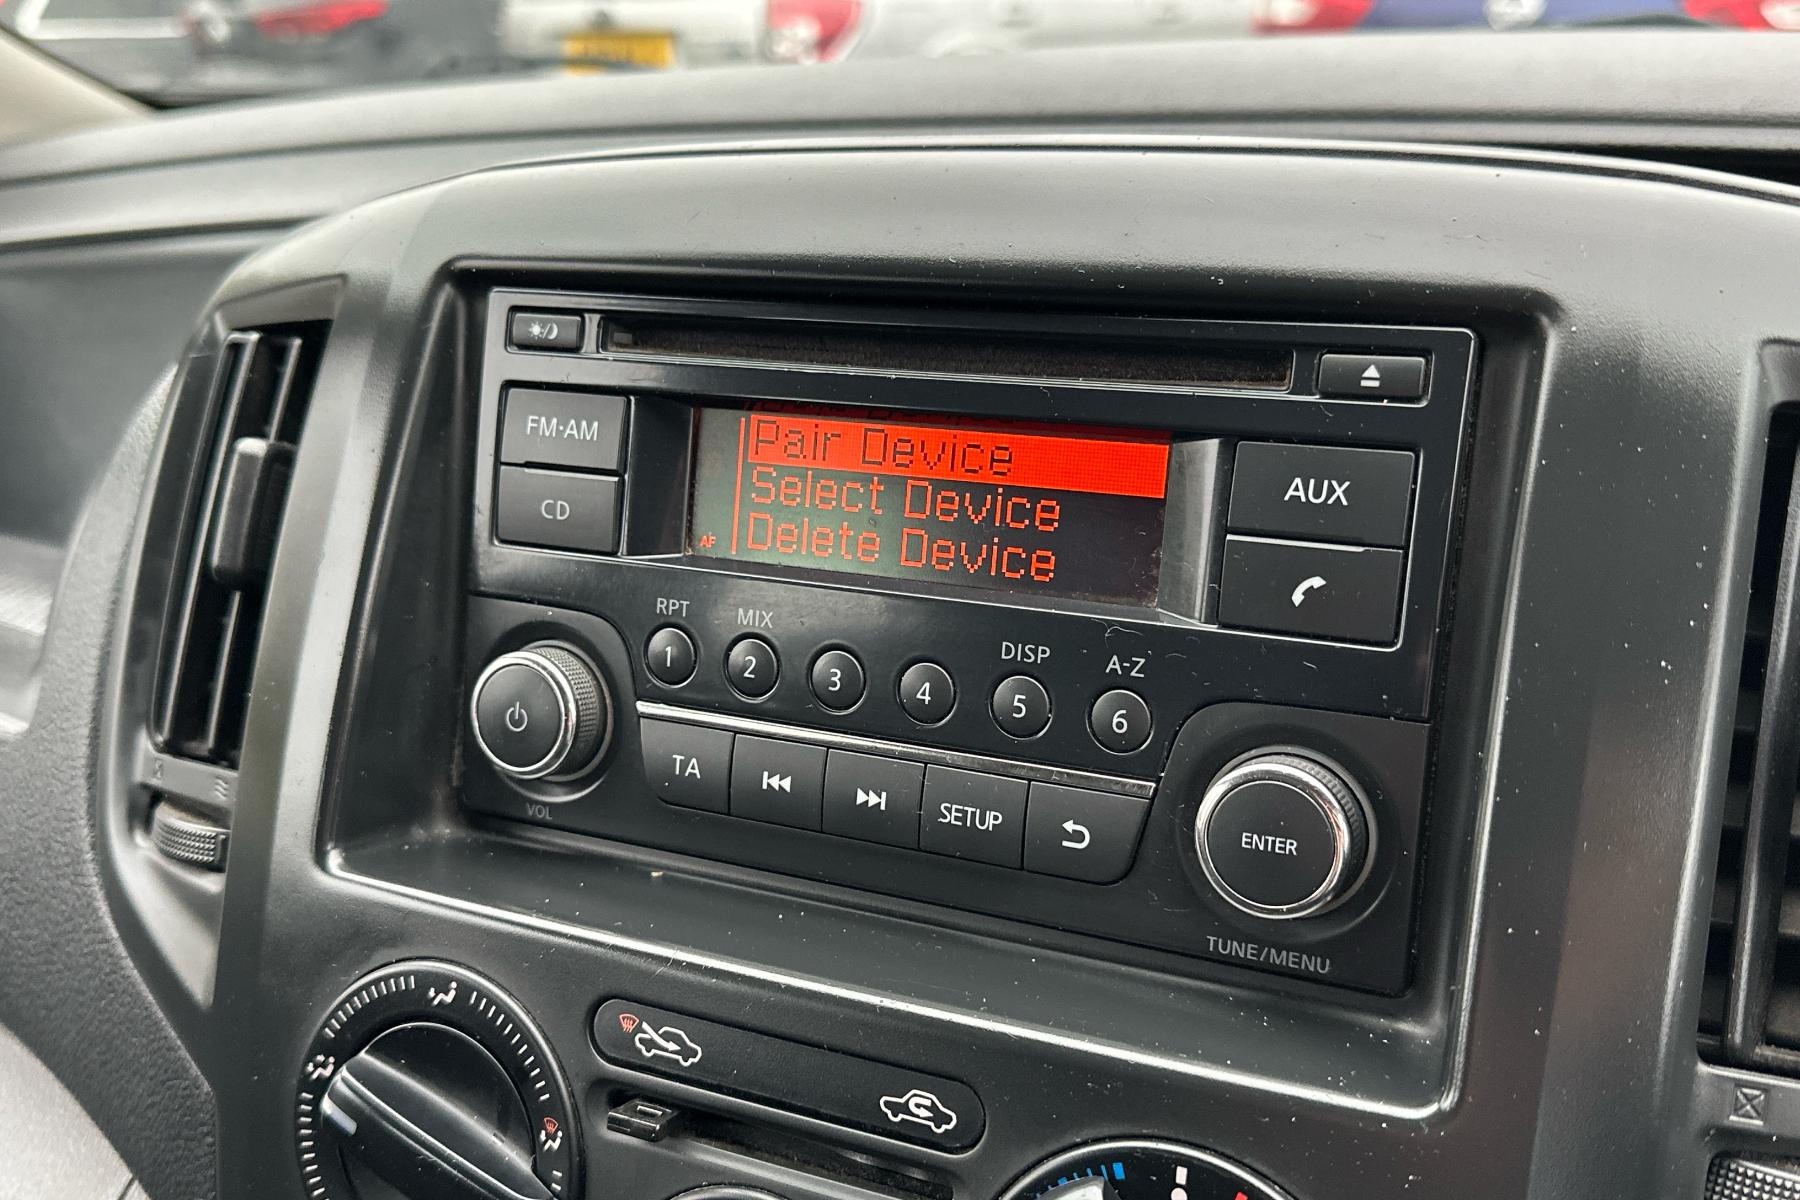 FM·AM
CD
Pair Device
Select Device
AF
Delete Device
AUX
RPT
MIX
DISP
A-Z
1
2
3
4
5
6
VOL
TA
SETUP
ENTER
TUNE/MENU